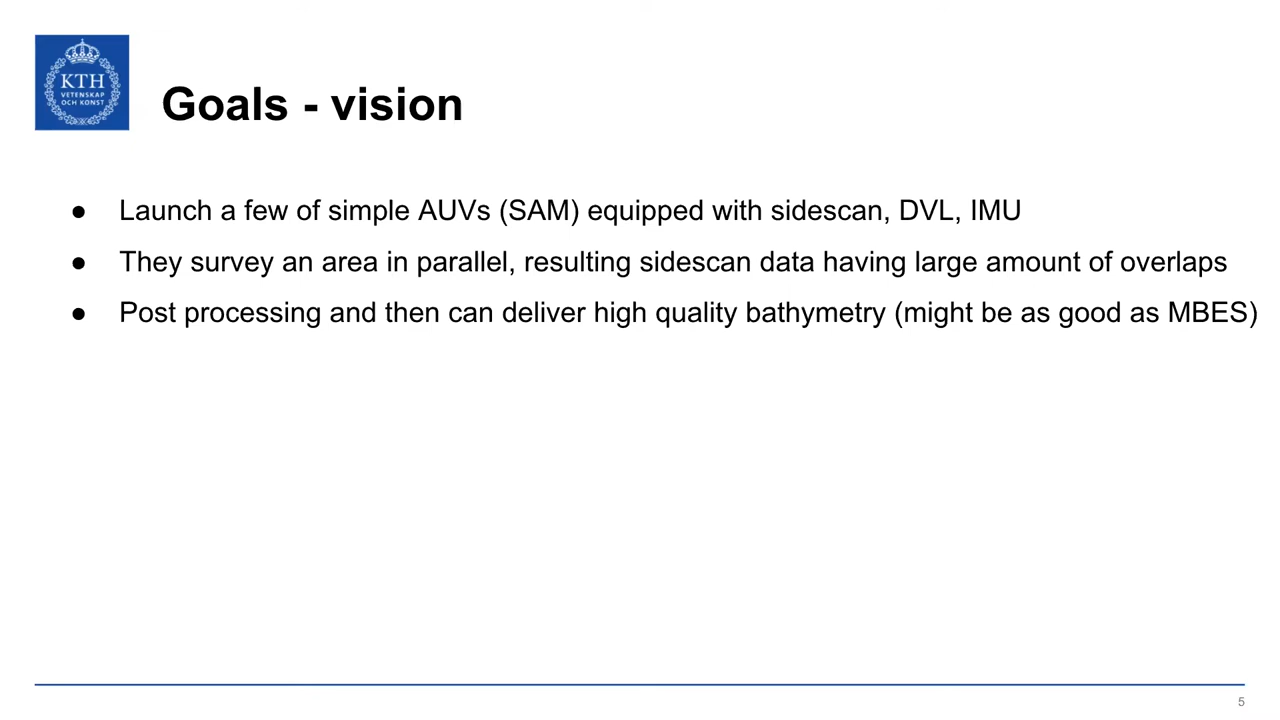 KTH
VETENSKAP
OCH KONST
Goals - vision
● Launch a few of simple AUVs (SAM) equipped with sidescan, DVL, IMU
● They survey an area in parallel, resulting sidescan data having large amount of overlaps
● Post processing and then can deliver high quality bathymetry (might be as good as MBES)
5